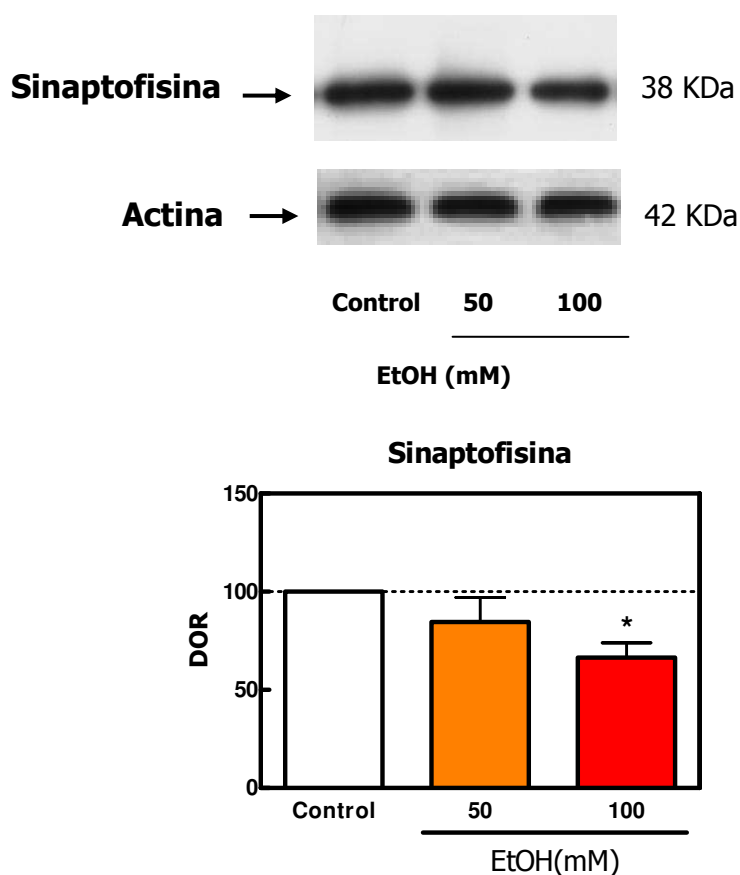 Sinaptofisina 38 KDa
Actina 42 KDa
Control 50 100
EtOH (mM)
Sinaptofisina
150
100
50
0
DOR
*
Control 50 100
EtOH(mM)